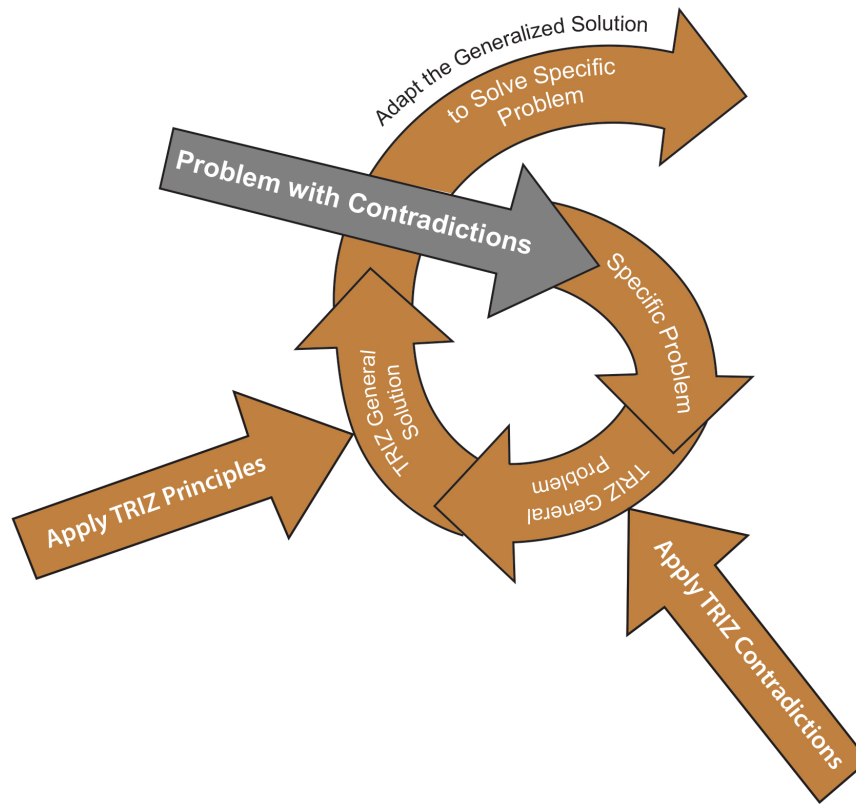 Adapt the Generalized Solution
to Solve Specific
Problem
Problem with Contradictions
Specific Problem
TRIZ General
Problem
TRIZ General
Solution
Apply TRIZ Principles
Apply TRIZ Contradictions